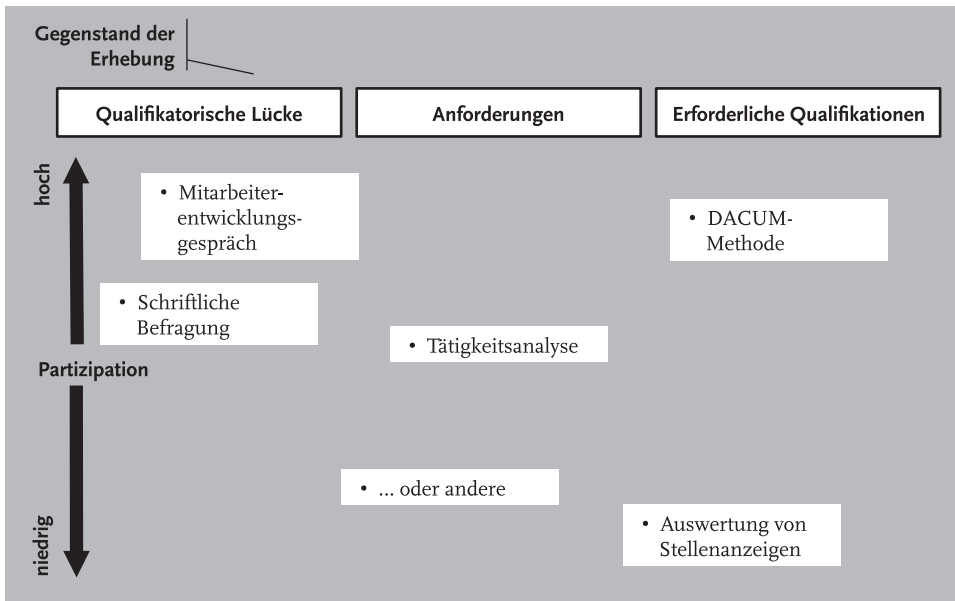 Gegenstand der
Erhebung
Qualifikatorische Lücke
Anforderungen
Erforderliche Qualifikationen
hoch
• Mitarbeiter-
entwicklungs-
gespräch
• DACUM-
Methode
• Schriftliche
Befragung
• Tätigkeitsanalyse
Partizipation
• ... oder andere
• Auswertung von
Stellenanzeigen
niedrig